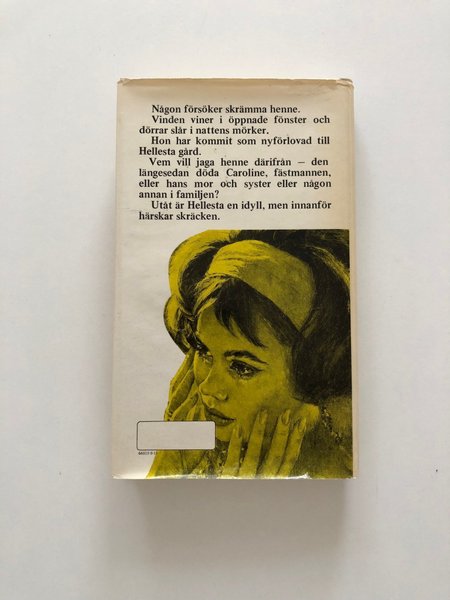 Någon försöker skrämma henne.
Vinden viner i öppnade fönster och
dörrar slår i nattens mörker.
Hon har kommit som nyförlovad till
Hellesta gård.
Vem vill jaga henne därifrån — den
längesedan döda Caroline, fästmannen,
eller hans mor och syster eller någon
annan i familjen?
Utåt är Hellesta en idyll, men innanför
härskar skräcken.